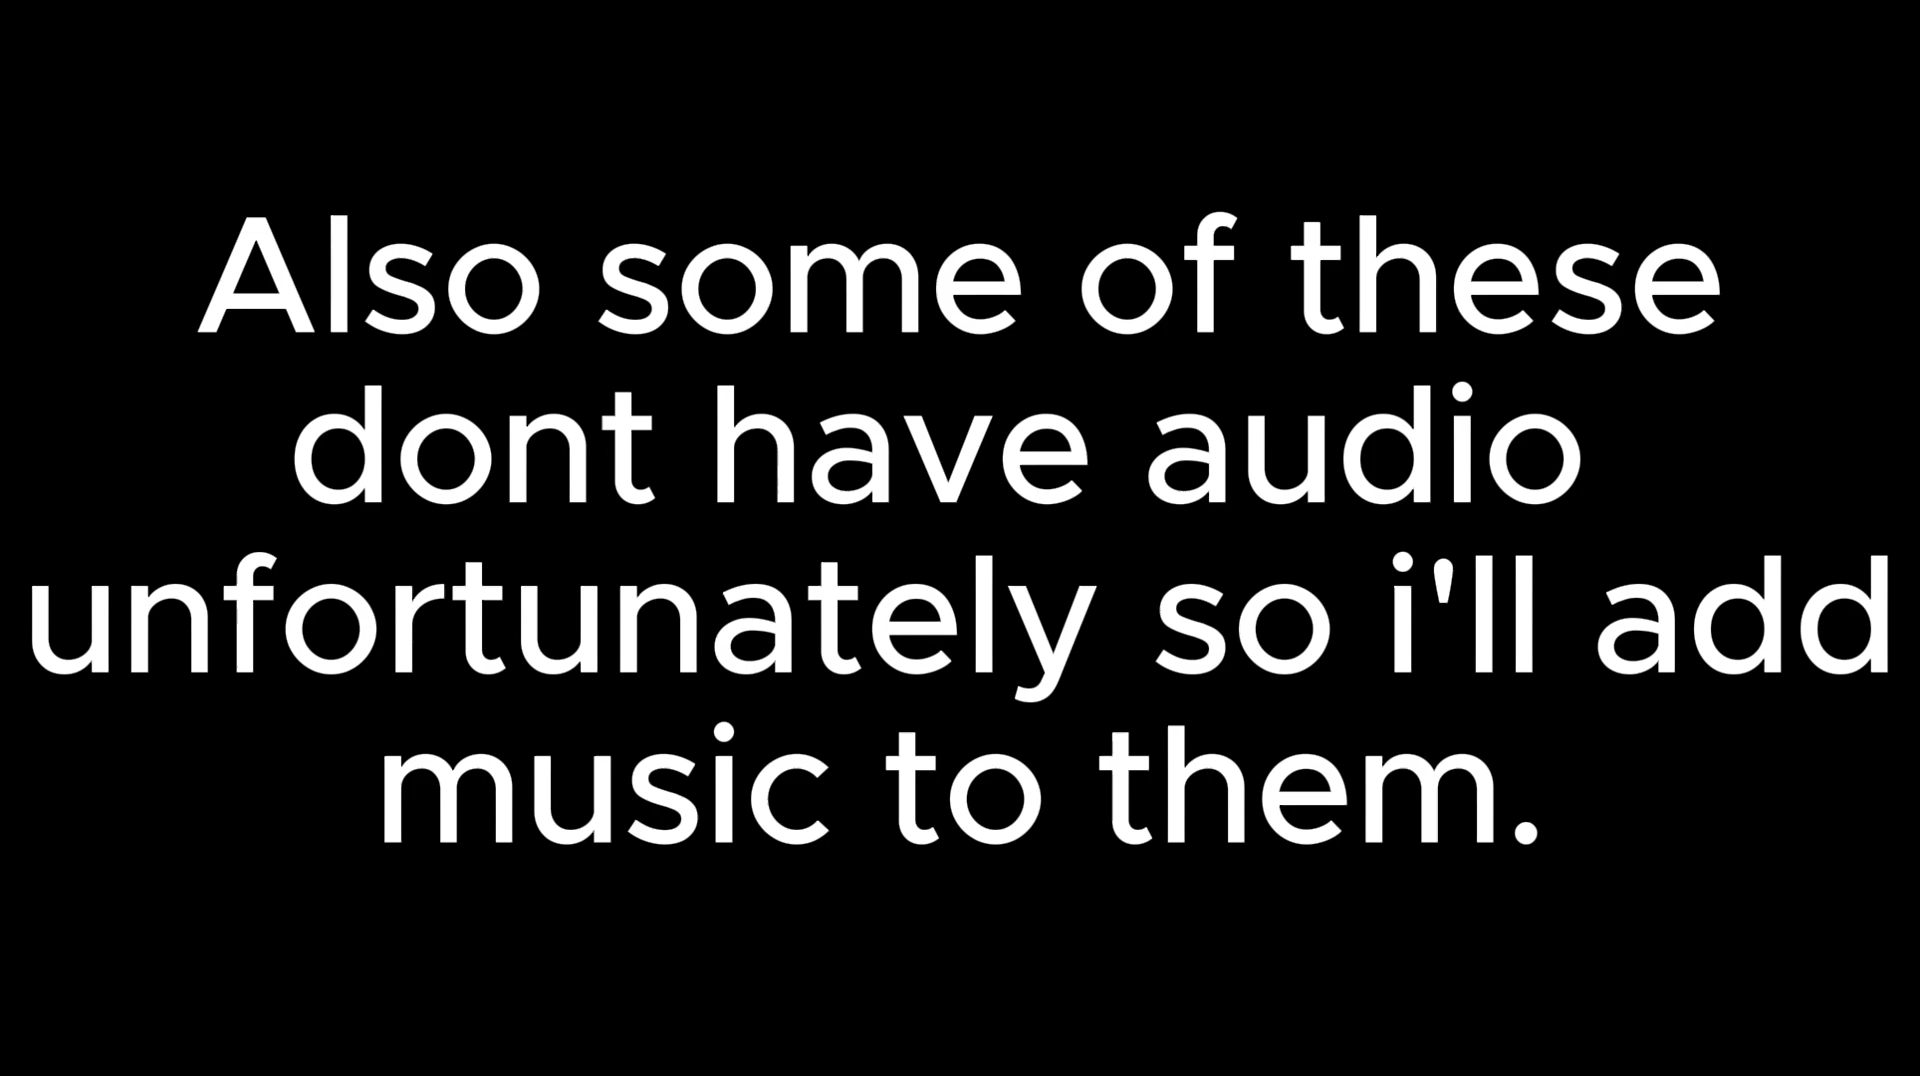 Also some of these
dont have audio
unfortunately so i'll add
music to them.